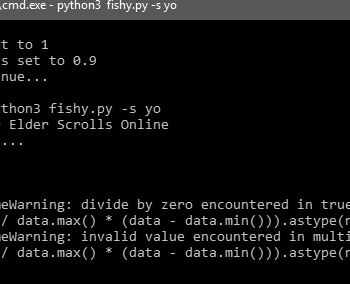 \cmd.exe - python3 fishy.py -s yo
et to 1
s set to 0.9
nue...
thon3 fishy.py -s yo
Elder Scrolls Online
...
eWarning: divide by zero encountered in true
/ data.max() * (data - data.min())).astype(n
eWarning: invalid value encountered in multi
/ data.max() * (data - data.min())).astype(n